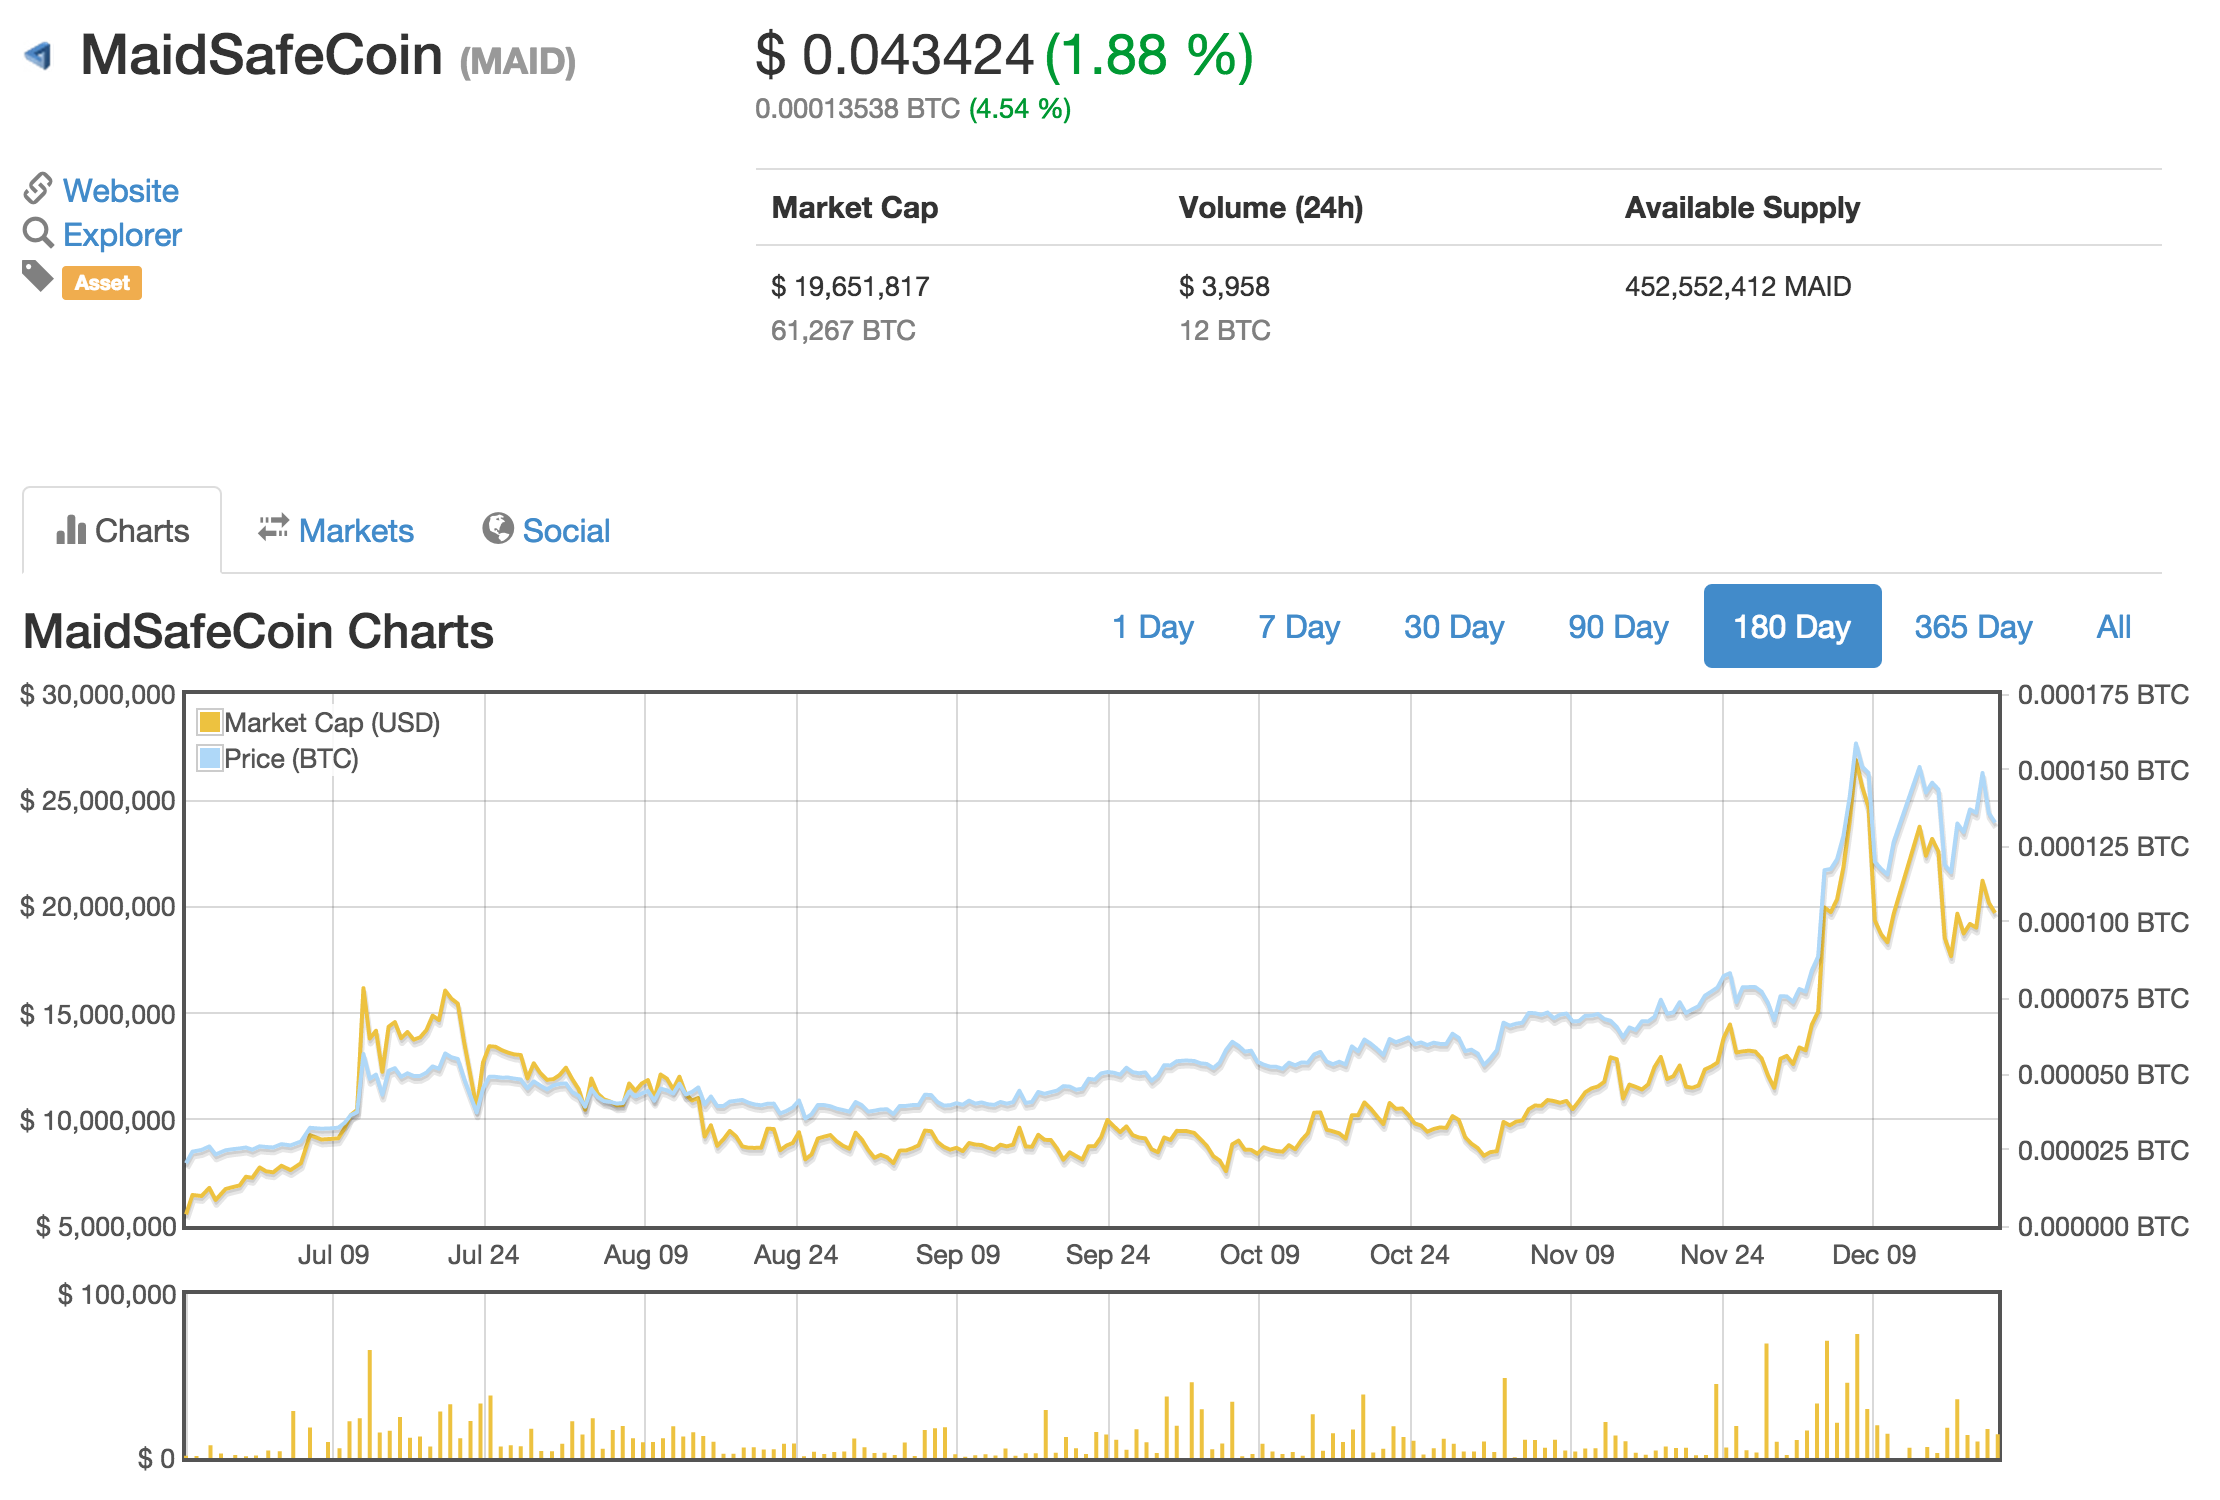 MaidSafeCoin (MAID)
$ 0.043424 (1.88 %)
0.00013538 BTC (4.54 %)
Website
Explorer
Asset
Market Cap Volume (24h) Available Supply
$ 19,651,817 $ 3,958 452,552,412 MAID
61,267 BTC 12 BTC
Charts Markets Social
MaidSafeCoin Charts
1 Day 7 Day 30 Day 90 Day 180 Day 365 Day All
$ 30,000,000
$ 25,000,000
$ 20,000,000
$ 15,000,000
$ 10,000,000
$ 5,000,000
Market Cap (USD)
Price (BTC)
0.000175 BTC
0.000150 BTC
0.000125 BTC
0.000100 BTC
0.000075 BTC
0.000050 BTC
0.000025 BTC
0.000000 BTC
Jul 09 Jul 24 Aug 09 Aug 24 Sep 09 Sep 24 Oct 09 Oct 24 Nov 09 Nov 24 Dec 09
$ 100,000
$ 0